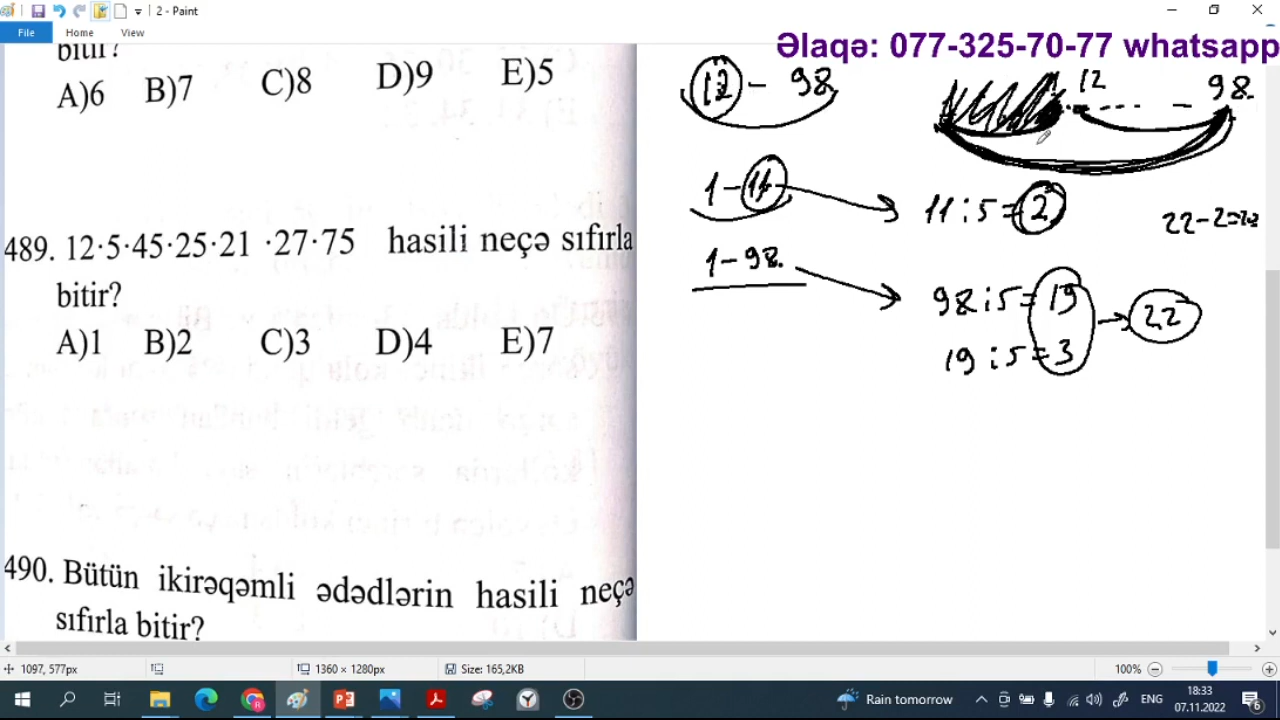 2 - Paint
File Home View
Əlaqə: 077-325-70-77 whatsapp
bitir?
A)6 B)7 C)8 D)9 E)5
489. 12·5·45·25·21 ·27·75 hasili neçə sıfırla
bitir?
A)1 B)2 C)3 D)4 E)7
490. Bütün ikirəqəmli ədədlərin hasili neçə
sıfırla bitir?
12 - 98
12 - - - - 98.
1-11 11:5=2
22-2=20
1-98. 98:5=19
22
19:5=3
1097, 577px 1360 × 1280px Size: 165,2KB 100%
Rain tomorrow ENG 18:33
07.11.2022 6